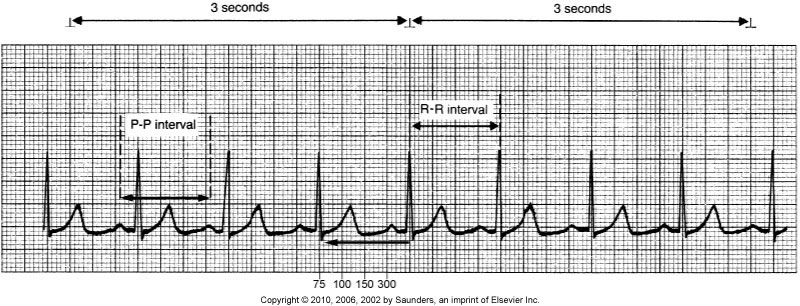 3 seconds 3 seconds
P-P interval
R-R interval
75 100 150 300
Copyright © 2010, 2006, 2002 by Saunders, an imprint of Elsevier Inc.